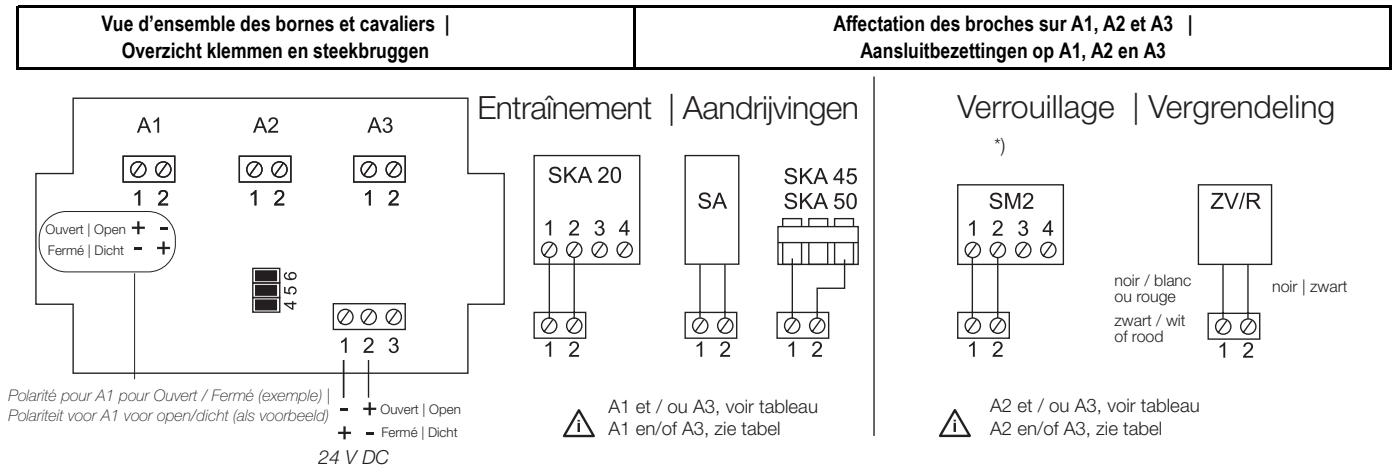 Vue d’ensemble des bornes et cavaliers |
Overzicht klemmen en steekbruggen
Affectation des broches sur A1, A2 et A3 |
Aansluitbezettingen op A1, A2 en A3
A1 A2 A3
1 2 1 2 1 2
Ouvert | Open + -
Fermé | Dicht - +
4 5 6
1 2 3
Polarité pour A1 pour Ouvert / Fermé (exemple) |
Polariteit voor A1 voor open/dicht (als voorbeeld)
- + Ouvert | Open
+ - Fermé | Dicht
24 V DC
Entraînement | Aandrijvingen
SKA 20
1 2 3 4
1 2
SA
1 2
SKA 45
SKA 50
1 2
A1 et / ou A3, voir tableau
A1 en/of A3, zie tabel
Verrouillage | Vergrendeling
*)
SM2
1 2 3 4
1 2
ZV/R
noir / blanc
ou rouge
zwart / wit
of rood
noir | zwart
1 2
A2 et / ou A3, voir tableau
A2 en/of A3, zie tabel